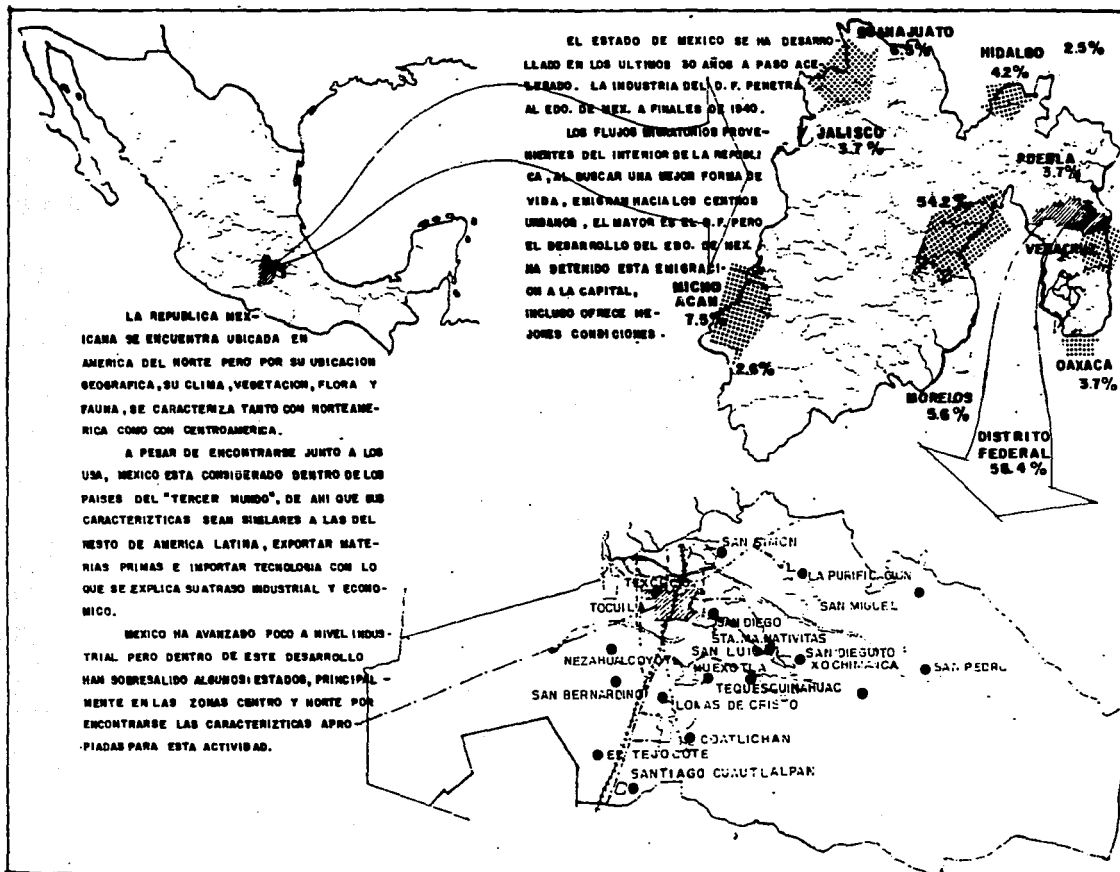 EL ESTADO DE MEXICO SE HA DESARRO-
LLADO EN LOS ULTIMOS 30 AÑOS A PASO ACE-
LERADO. LA INDUSTRIA DEL D.F. PENETRA
AL EDO. DE MEX. A FINALES DE 1940.
LOS FLUJOS MIGRATORIOS PROVE-
NIENTES DEL INTERIOR DE LA REPUBLI
CA, AL BUSCAR UNA MEJOR FORMA DE
VIDA, EMIGRAN HACIA LOS CENTROS
URBANOS, EL MAYOR ES EL D.F. PERO
EL DESARROLLO DEL EDO. DE MEX.
HA DETENIDO ESTA EMIGRACI-
ON A LA CAPITAL,
INCLUSO OFRECE ME-
JORES CONDICIONES.
GUANAJUATO
HIDALGO
4.2%
2.5%
JALISCO
3.7%
PUEBLA
3.7%
54.2%
VERACRUZ
MICHO
ACAN
7.5%
2.6%
OAXACA
3.7%
MORELOS
5.6%
DISTRITO
FEDERAL
58.4%
LA REPUBLICA MEX-
ICANA SE ENCUENTRA UBICADA EN
AMERICA DEL NORTE PERO POR SU UBICACION
GEOGRAFICA, SU CLIMA, VEGETACION, FLORA Y
FAUNA, SE CARACTERIZA TANTO CON NORTEAME-
RICA COMO CON CENTROAMERICA.
A PESAR DE ENCONTRARSE JUNTO A LOS
USA, MEXICO ESTA CONSIDERADO DENTRO DE LOS
PAISES DEL "TERCER MUNDO", DE AHI QUE SUS
CARACTERIZTICAS SEAN SIMILARES A LAS DEL
RESTO DE AMERICA LATINA, EXPORTAR MATE-
RIAS PRIMAS E IMPORTAR TECNOLOGIA CON LO
QUE SE EXPLICA SU ATRASO INDUSTRIAL Y ECONO-
MICO.
MEXICO HA AVANZADO POCO A NIVEL INDUS-
TRIAL PERO DENTRO DE ESTE DESARROLLO
HAN SOBRESALIDO ALGUNOS ESTADOS, PRINCIPAL-
MENTE EN LAS ZONAS CENTRO Y NORTE POR
ENCONTRARSE LAS CARACTERIZTICAS APRO
PIADAS PARA ESTA ACTIVIDAD.
SAN SIMON
LA PURIFICACION
TEXCOCO
SAN MIGUEL
TOCUILA
SAN DIEGO
STA. MA. NATIVITAS
SAN LUIS
SAN DIEGUITO
XOCHIMANCA
NEZAHUALCOYOTL
HUEXOTLA
SAN PEDRO
SAN BERNARDINO
TEQUESQUINAHUAC
LOMAS DE CRISTO
COATLICHAN
EL TEJOCOTE
SANTIAGO CUAUTLALPAN